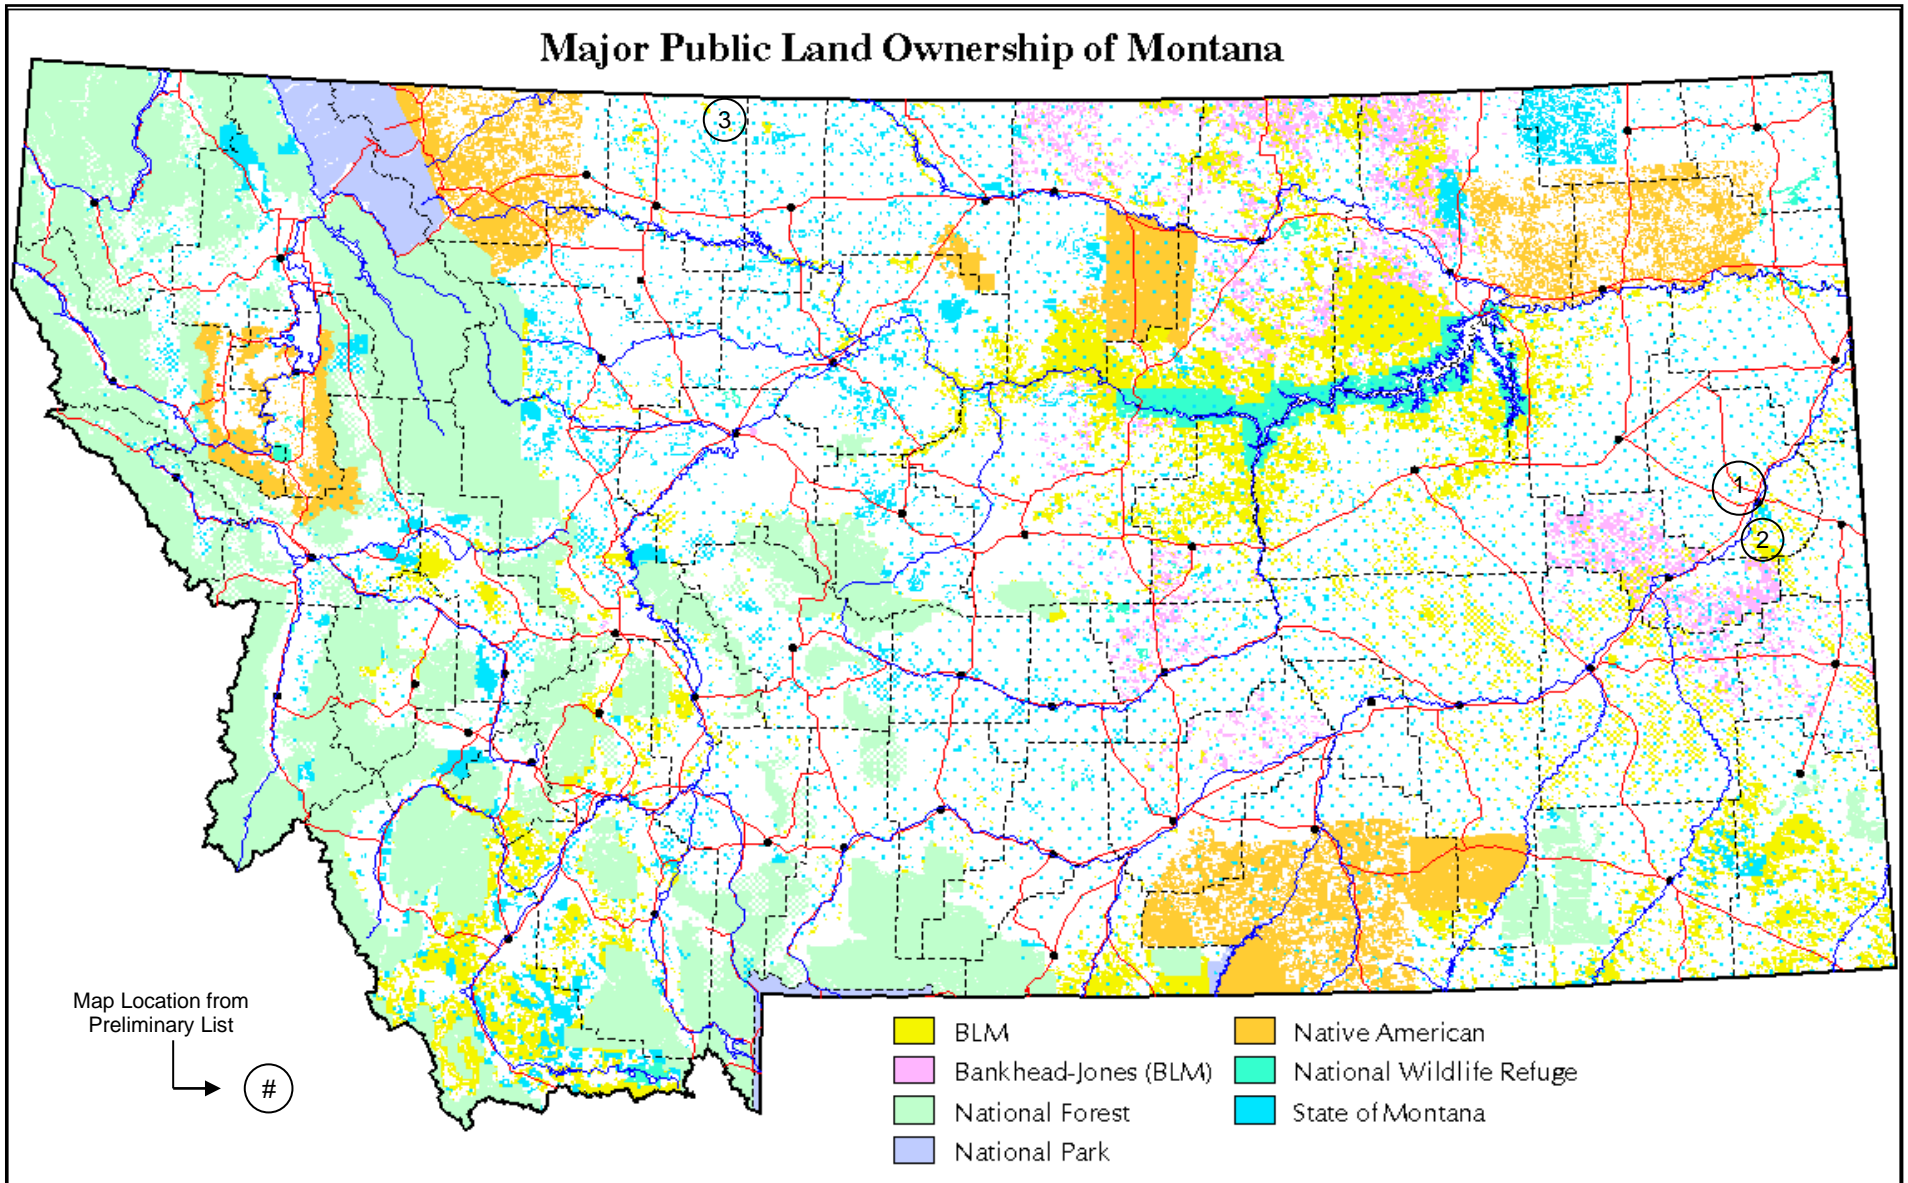 Major Public Land Ownership of Montana
3
1
2
Map Location from
Preliminary List
#
BLM
Bankhead-Jones (BLM)
National Forest
National Park
Native American
National Wildlife Refuge
State of Montana